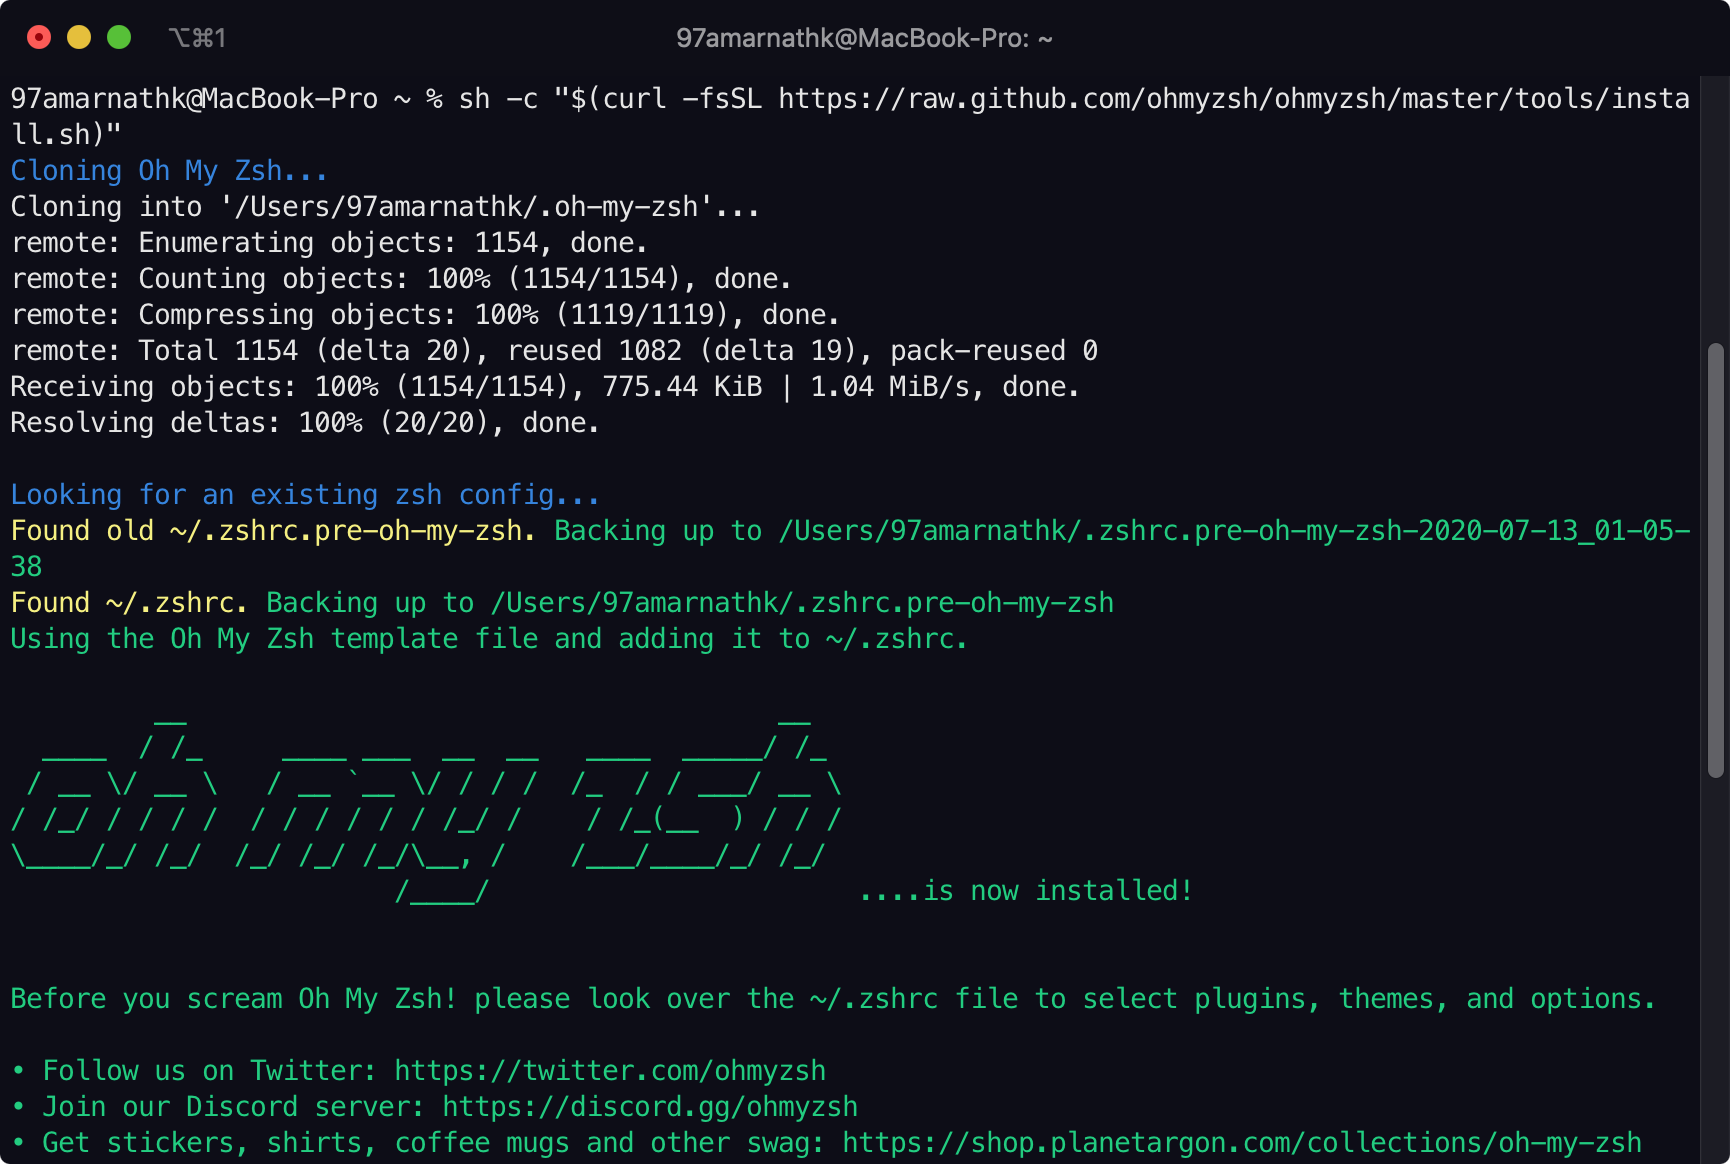 ⌥⌘1
97amarnathk@MacBook-Pro: ~
97amarnathk@MacBook-Pro ~ % sh -c "$(curl -fsSL https://raw.github.com/ohmyzsh/ohmyzsh/master/tools/insta
ll.sh)"
Cloning Oh My Zsh...
Cloning into '/Users/97amarnathk/.oh-my-zsh'...
remote: Enumerating objects: 1154, done.
remote: Counting objects: 100% (1154/1154), done.
remote: Compressing objects: 100% (1119/1119), done.
remote: Total 1154 (delta 20), reused 1082 (delta 19), pack-reused 0
Receiving objects: 100% (1154/1154), 775.44 KiB | 1.04 MiB/s, done.
Resolving deltas: 100% (20/20), done.
Looking for an existing zsh config...
Found old ~/.zshrc.pre-oh-my-zsh. Backing up to /Users/97amarnathk/.zshrc.pre-oh-my-zsh-2020-07-13_01-05-
38
Found ~/.zshrc. Backing up to /Users/97amarnathk/.zshrc.pre-oh-my-zsh
Using the Oh My Zsh template file and adding it to ~/.zshrc.
oh my zsh
....is now installed!
Before you scream Oh My Zsh! please look over the ~/.zshrc file to select plugins, themes, and options.
• Follow us on Twitter: https://twitter.com/ohmyzsh
• Join our Discord server: https://discord.gg/ohmyzsh
• Get stickers, shirts, coffee mugs and other swag: https://shop.planetargon.com/collections/oh-my-zsh